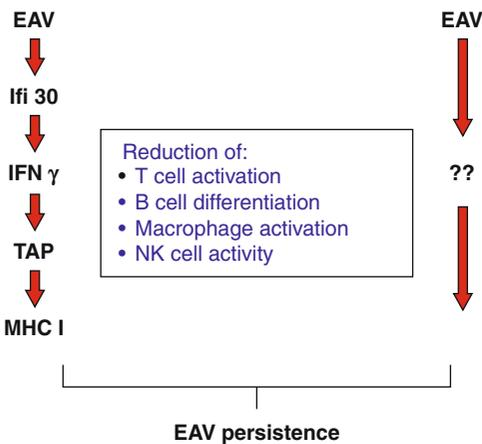 EAV
Ifi 30
IFN γ
TAP
MHC I
Reduction of:
• T cell activation
• B cell differentiation
• Macrophage activation
• NK cell activity
EAV
??
EAV persistence